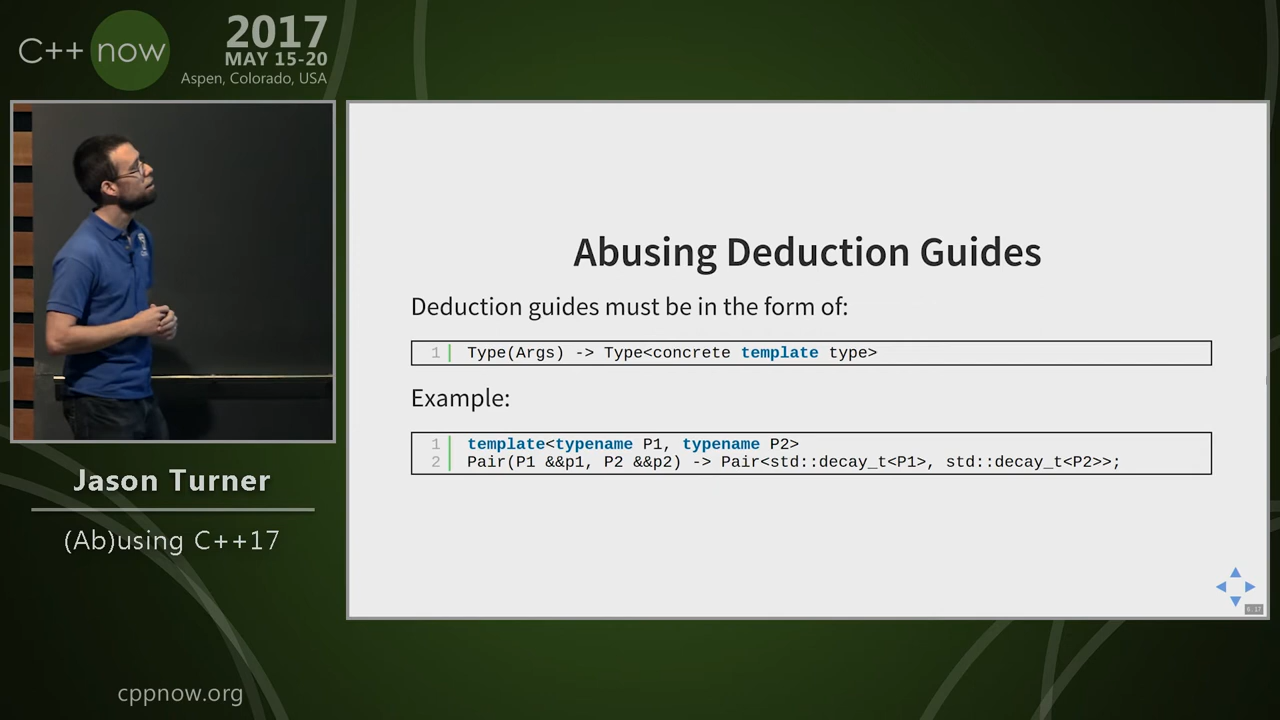 C++ now
2017
MAY 15-20
Aspen, Colorado, USA
Abusing Deduction Guides
Deduction guides must be in the form of:
1 Type(Args) -> Type<concrete template type>
Example:
1 template<typename P1, typename P2>
2 Pair(P1 &&p1, P2 &&p2) -> Pair<std::decay_t<P1>, std::decay_t<P2>>;
Jason Turner
(Ab)using C++17
cppnow.org